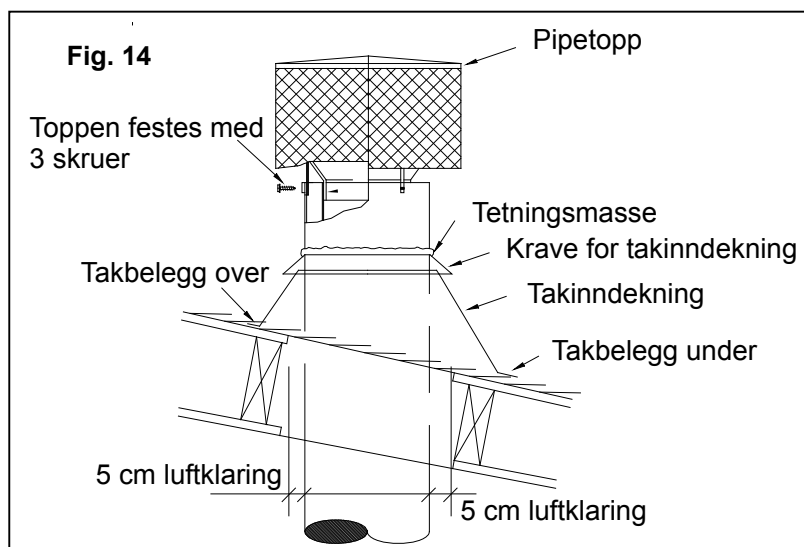 Fig. 14
Pipetopp
Toppen festes med
3 skruer
Tetningsmasse
Krave for takinndekning
Takbelegg over
Takinndekning
Takbelegg under
5 cm luftklaring
5 cm luftklaring